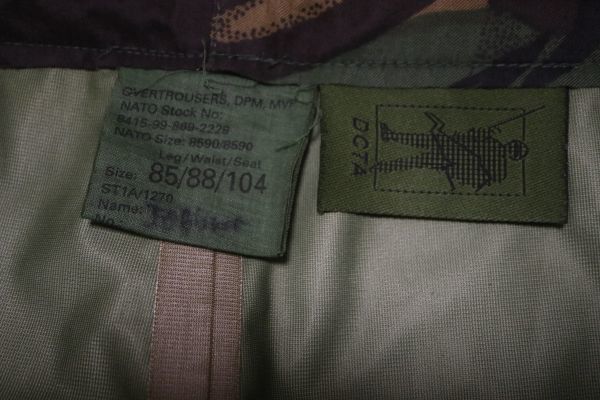 OVERTROUSERS, DPM, MVP
NATO Stock No:
8415-99-869-2229
NATO Size: 8590/8590
Leg/Waist/Seat
Size: 85/88/104
ST1A/1270
Name:
No.
DCTA